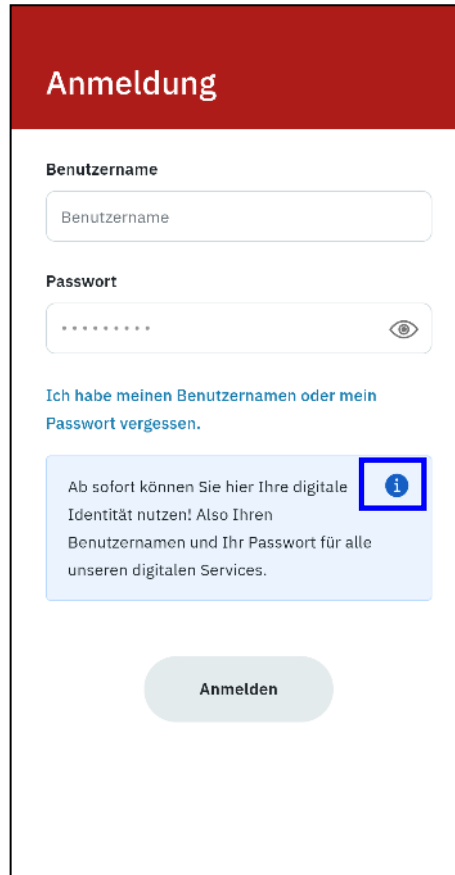 Anmeldung
Benutzername
Benutzername
Passwort
Ich habe meinen Benutzernamen oder mein
Passwort vergessen.
Ab sofort können Sie hier Ihre digitale
Identität nutzen! Also Ihren
Benutzernamen und Ihr Passwort für alle
unseren digitalen Services.
Anmelden